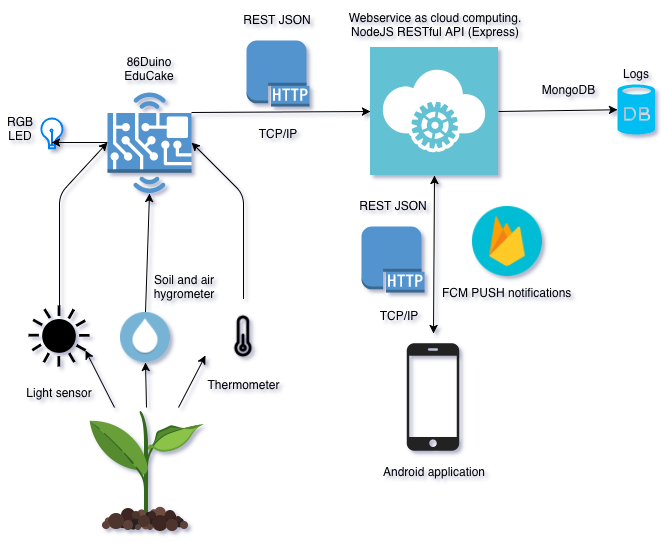 REST JSON
Webservice as cloud computing.
NodeJS RESTful API (Express)
86Duino
EduCake
HTTP
MongoDB
Logs
DB
RGB
LED
TCP/IP
REST JSON
HTTP
FCM PUSH notifications
TCP/IP
Soil and air
hygrometer
Light sensor
Thermometer
Android application